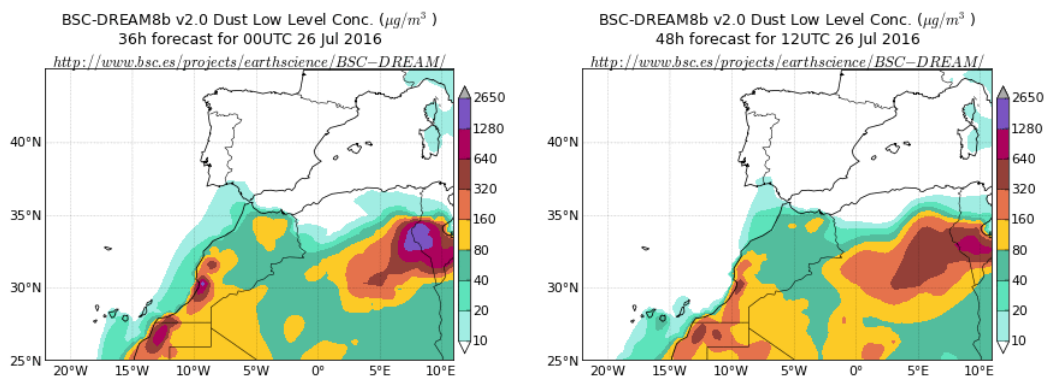 BSC-DREAM8b v2.0 Dust Low Level Conc. (μg/m³ )
36h forecast for 00UTC 26 Jul 2016
http://www.bsc.es/projects/earthscience/BSC−DREAM/
40°N
35°N
30°N
25°N
20°W
15°W
10°W
5°W
0°
5°E
10°E
2650
1280
640
320
160
80
40
20
10
BSC-DREAM8b v2.0 Dust Low Level Conc. (μg/m³ )
48h forecast for 12UTC 26 Jul 2016
http://www.bsc.es/projects/earthscience/BSC−DREAM/
40°N
35°N
30°N
25°N
20°W
15°W
10°W
5°W
0°
5°E
10°E
2650
1280
640
320
160
80
40
20
10